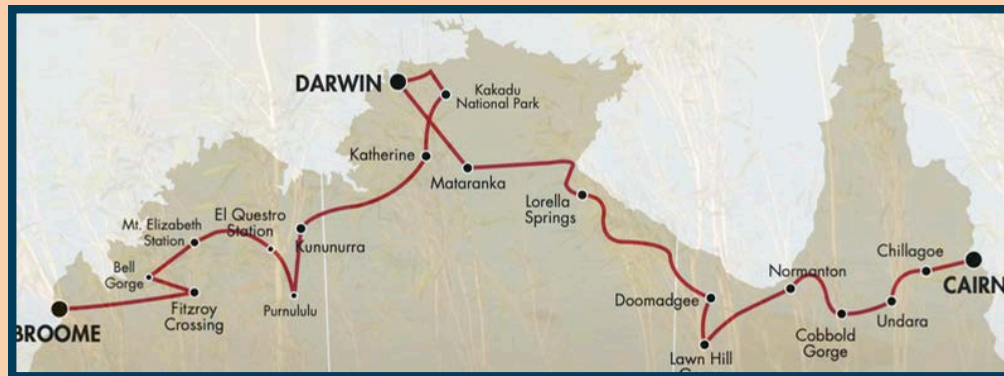 DARWIN
Kakadu
National Park
Katherine
Mataranka
Lorella
Springs
Mt. Elizabeth
Station
El Questro
Station
Kununurra
Bell
Gorge
Fitzroy
Crossing
Purnululu
BROOME
Doomadgee
Lawn Hill
Normanton
Cobbold
Gorge
Undara
Chillagoe
CAIRN